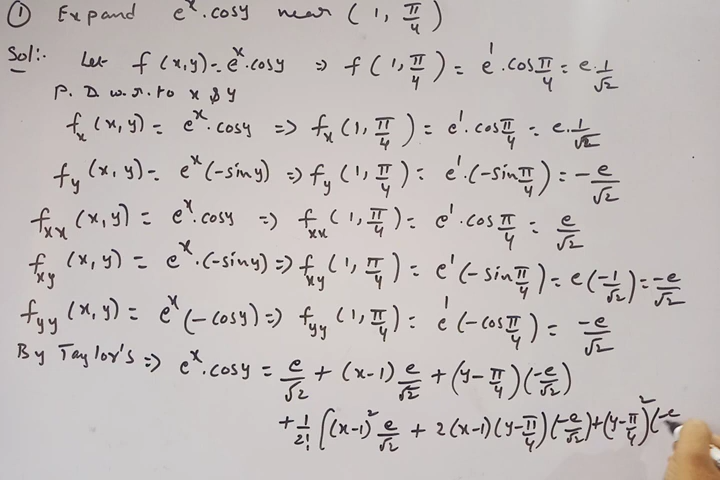 ① Expand e^x. cosy near (1, π/4)
Sol:. Let f(x,y) = e^x. cosy ⇒ f(1, π/4) = e^1. cos π/4 = e. 1/√2
P. D w.r.to x & y
f_x (x,y) = e^x. cosy ⇒ f_x (1, π/4) = e^1. cos π/4 = e. 1/√2
f_y (x,y) = e^x (-siny) ⇒ f_y (1, π/4) = e^1. (-sin π/4) = -e/√2
f_xx (x,y) = e^x. cosy ⇒ f_xx (1, π/4) = e^1. cos π/4 = e/√2
f_xy (x,y) = e^x. (-siny) ⇒ f_xy (1, π/4) = e^1 (-sin π/4) = e(-1/√2) = -e/√2
f_yy (x,y) = e^x (-cosy) ⇒ f_yy (1, π/4) = e^1 (-cos π/4) = -e/√2
By Taylor's ⇒ e^x. cosy = e/√2 + (x-1) e/√2 + (y-π/4)(-e/√2)
+ 1/2! [(x-1)^2 e/√2 + 2(x-1)(y-π/4)(-e/√2) + (y-π/4)^2 (-e